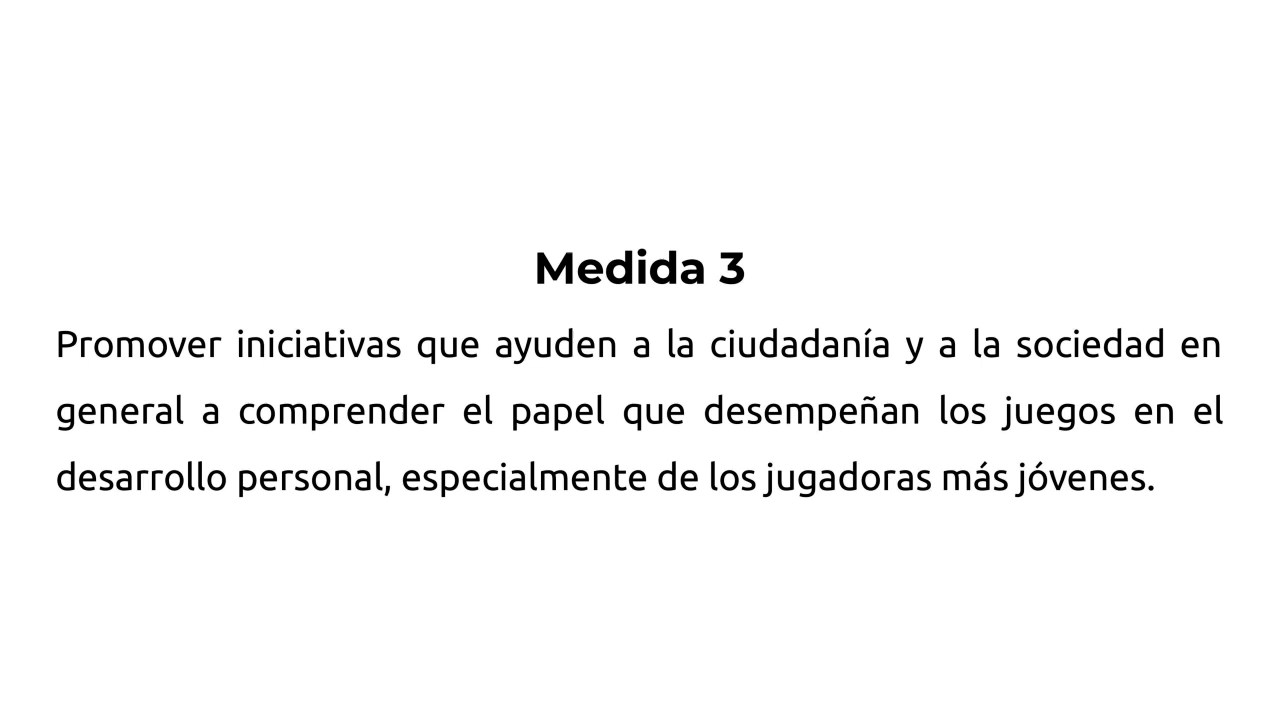 Medida 3
Promover iniciativas que ayuden a la ciudadanía y a la sociedad en
general a comprender el papel que desempeñan los juegos en el
desarrollo personal, especialmente de los jugadoras más jóvenes.